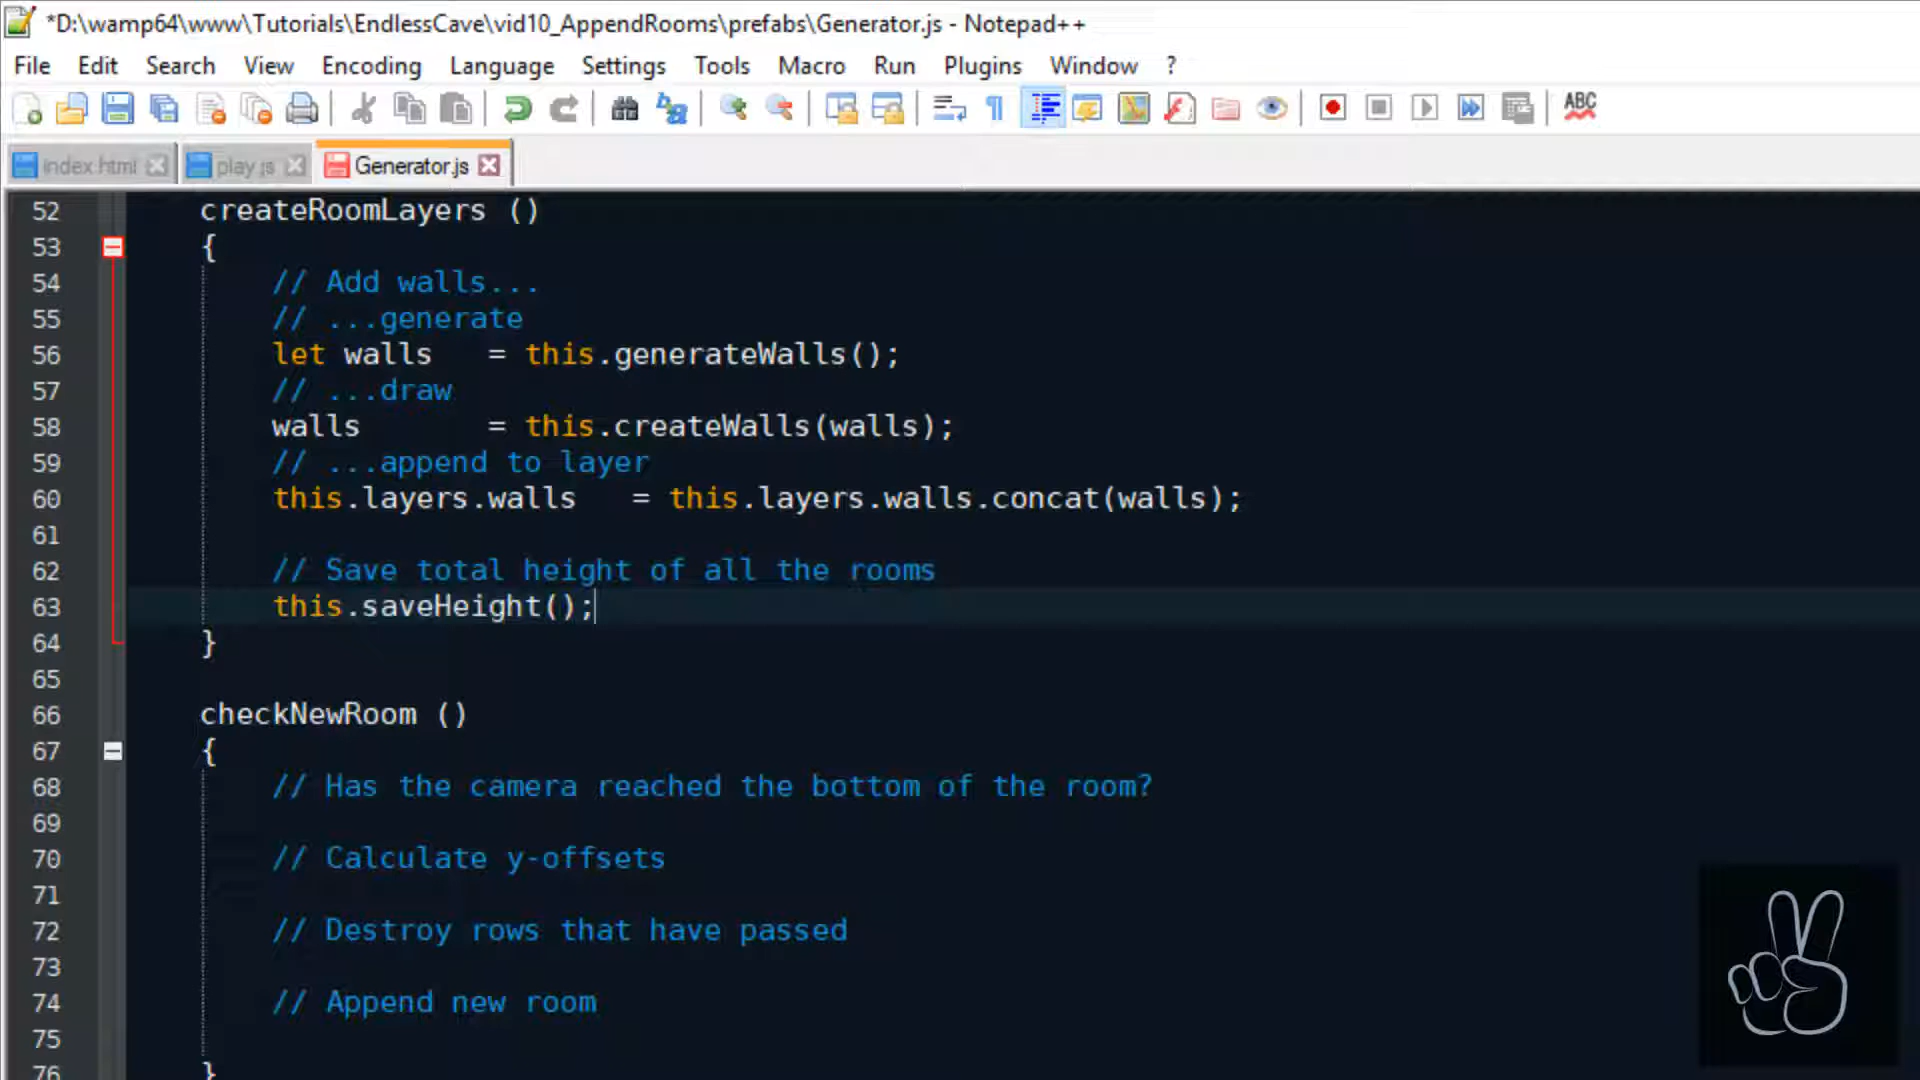 *D:\wamp64\www\Tutorials\EndlessCave\vid10_AppendRooms\prefabs\Generator.js - Notepad++
File Edit Search View Encoding Language Settings Tools Macro Run Plugins Window ?
ABC
index.html play.js Generator.js
52 createRoomLayers ()
53 {
54 // Add walls...
55 // ...generate
56 let walls = this.generateWalls();
57 // ...draw
58 walls = this.createWalls(walls);
59 // ...append to layer
60 this.layers.walls = this.layers.walls.concat(walls);
61
62 // Save total height of all the rooms
63 this.saveHeight();
64 }
65
66 checkNewRoom ()
67 {
68 // Has the camera reached the bottom of the room?
69
70 // Calculate y-offsets
71
72 // Destroy rows that have passed
73
74 // Append new room
75
76 }